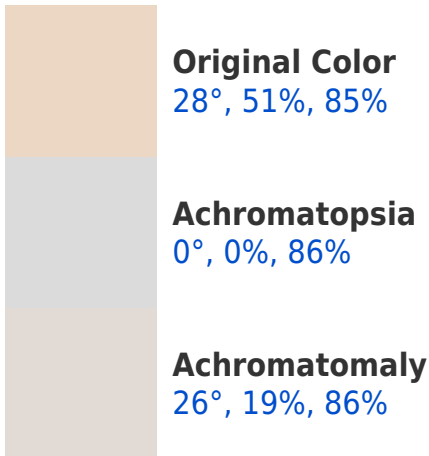 Original Color
28°, 51%, 85%
Achromatopsia
0°, 0%, 86%
Achromatomaly
26°, 19%, 86%